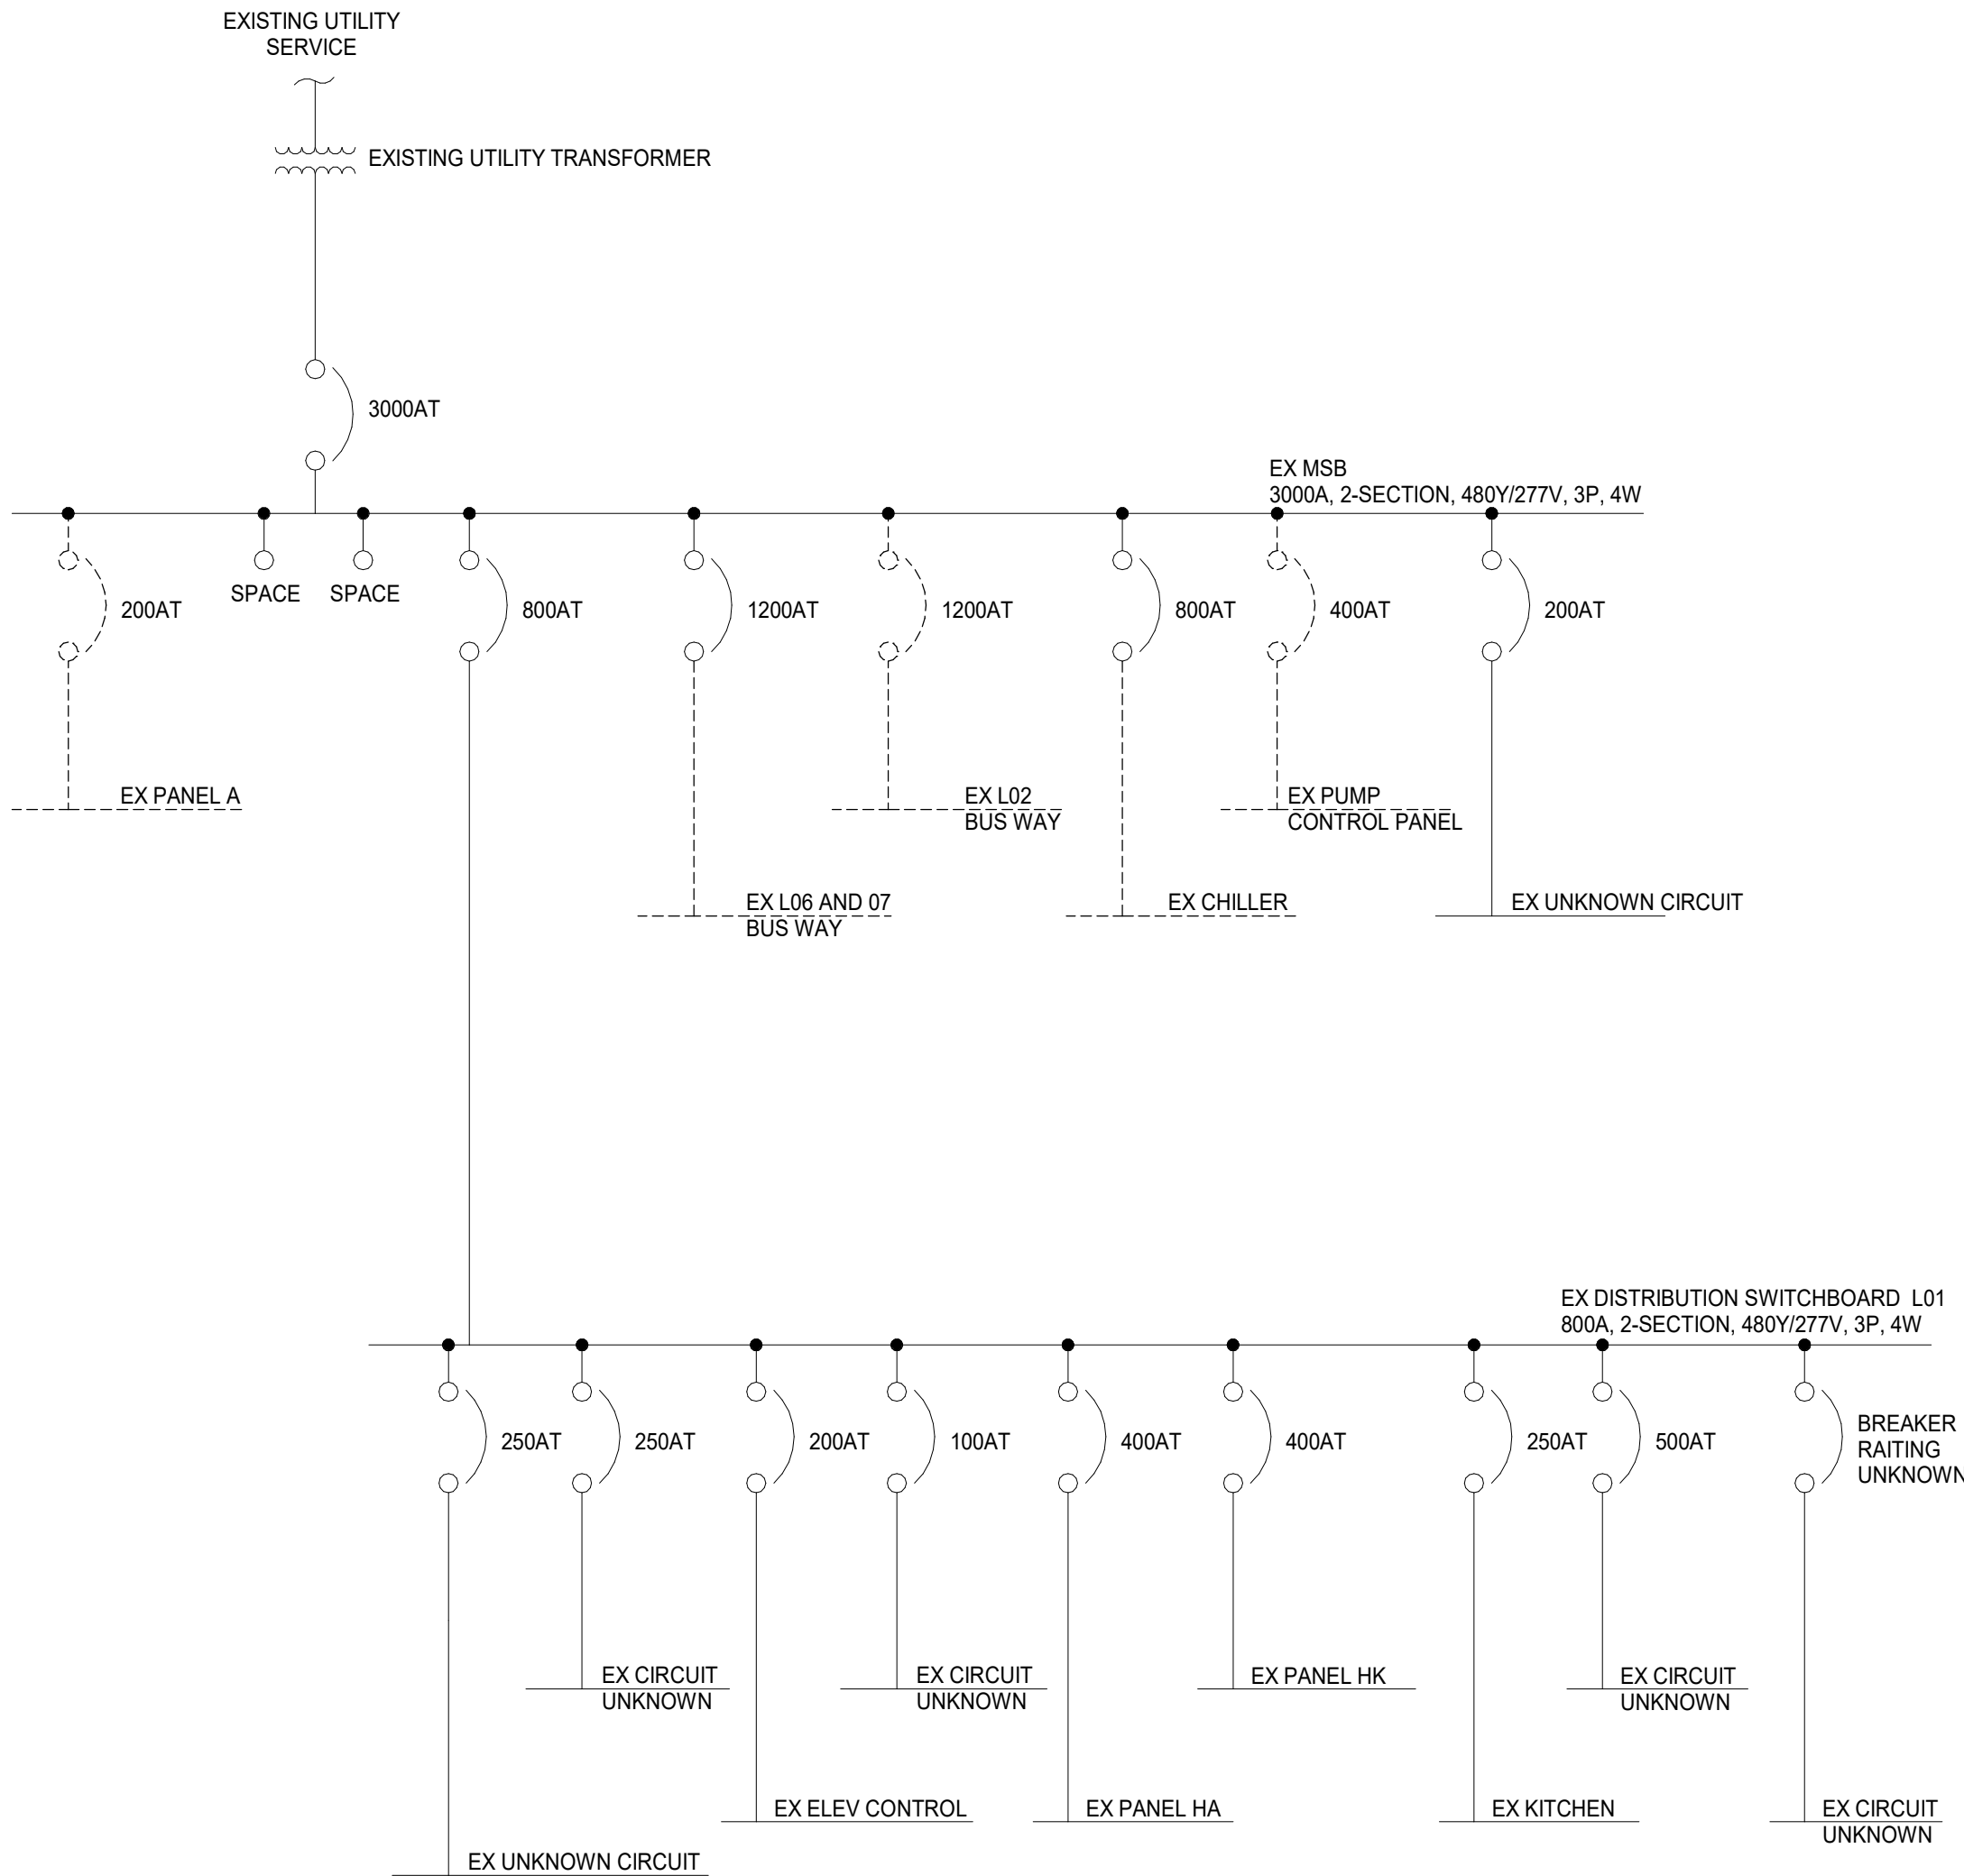 EXISTING UTILITY
SERVICE
EXISTING UTILITY TRANSFORMER
3000AT
EX MSB
3000A, 2-SECTION, 480Y/277V, 3P, 4W
200AT
SPACE
SPACE
800AT
1200AT
1200AT
800AT
400AT
200AT
EX PANEL A
EX L02
BUS WAY
EX PUMP
CONTROL PANEL
EX L06 AND 07
BUS WAY
EX CHILLER
EX UNKNOWN CIRCUIT
EX DISTRIBUTION SWITCHBOARD L01
800A, 2-SECTION, 480Y/277V, 3P, 4W
250AT
250AT
200AT
100AT
400AT
400AT
250AT
500AT
BREAKER
RAITING
UNKNOWN
EX CIRCUIT
UNKNOWN
EX CIRCUIT
UNKNOWN
EX PANEL HK
EX CIRCUIT
UNKNOWN
EX ELEV CONTROL
EX PANEL HA
EX KITCHEN
EX CIRCUIT
UNKNOWN
EX UNKNOWN CIRCUIT